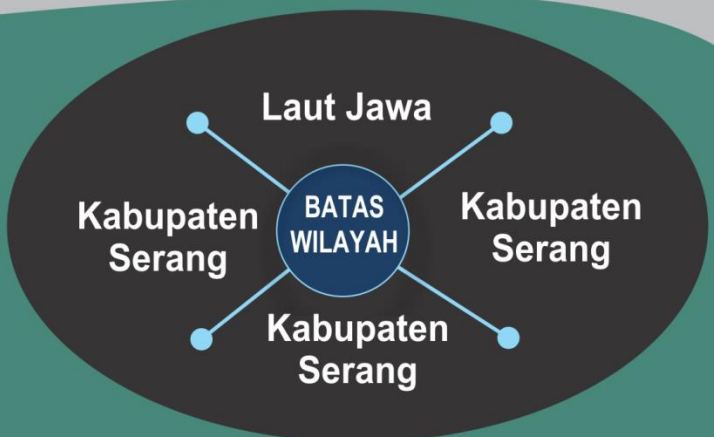 Laut Jawa
Kabupaten
Serang
BATAS
WILAYAH
Kabupaten
Serang
Kabupaten
Serang